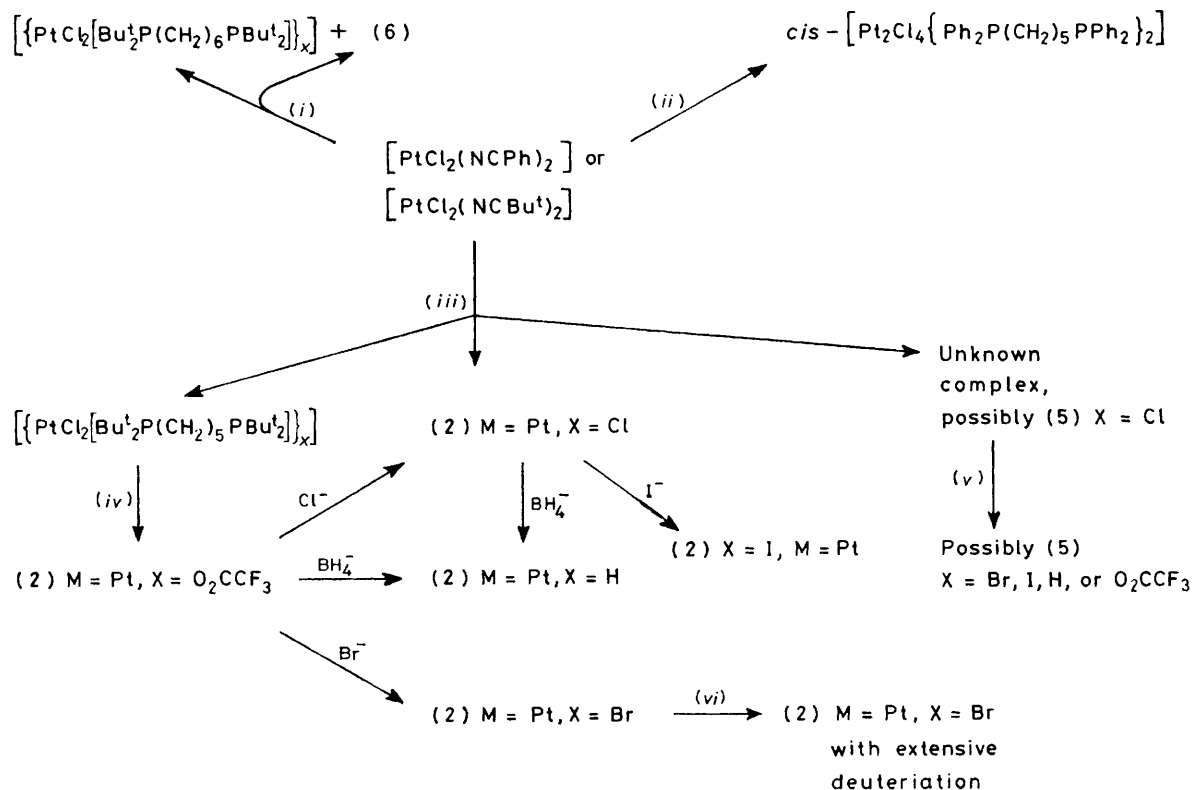 [{PtCl₂[Buᵗ₂P(CH₂)₆PBuᵗ₂]}ₓ] + (6)
cis-[Pt₂Cl₄{Ph₂P(CH₂)₅PPh₂}₂]
(i)
(ii)
[PtCl₂(NCPh)₂] or
[PtCl₂(NCBuᵗ)₂]
(iii)
Unknown
complex,
possibly (5) X = Cl
[{PtCl₂[Buᵗ₂P(CH₂)₅PBuᵗ₂]}ₓ]
(2) M = Pt, X = Cl
(iv)
Cl⁻
BH₄⁻
I⁻
(v)
(2) M = Pt, X = O₂CCF₃
BH₄⁻
(2) M = Pt, X = H
(2) X = I, M = Pt
Possibly (5)
X = Br, I, H, or O₂CCF₃
Br⁻
(2) M = Pt, X = Br
(vi)
(2) M = Pt, X = Br
with extensive
deuteriation